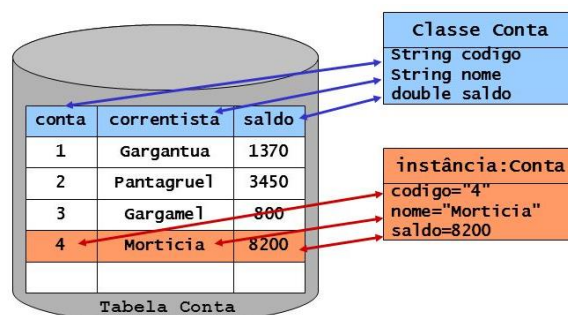 Classe Conta
String codigo
String nome
double saldo
conta correntista saldo
1 Gargantua 1370
2 Pantagruel 3450
3 Gargamel 800
4 Morticia 8200
instância:Conta
codigo="4"
nome="Morticia"
saldo=8200
Tabela Conta